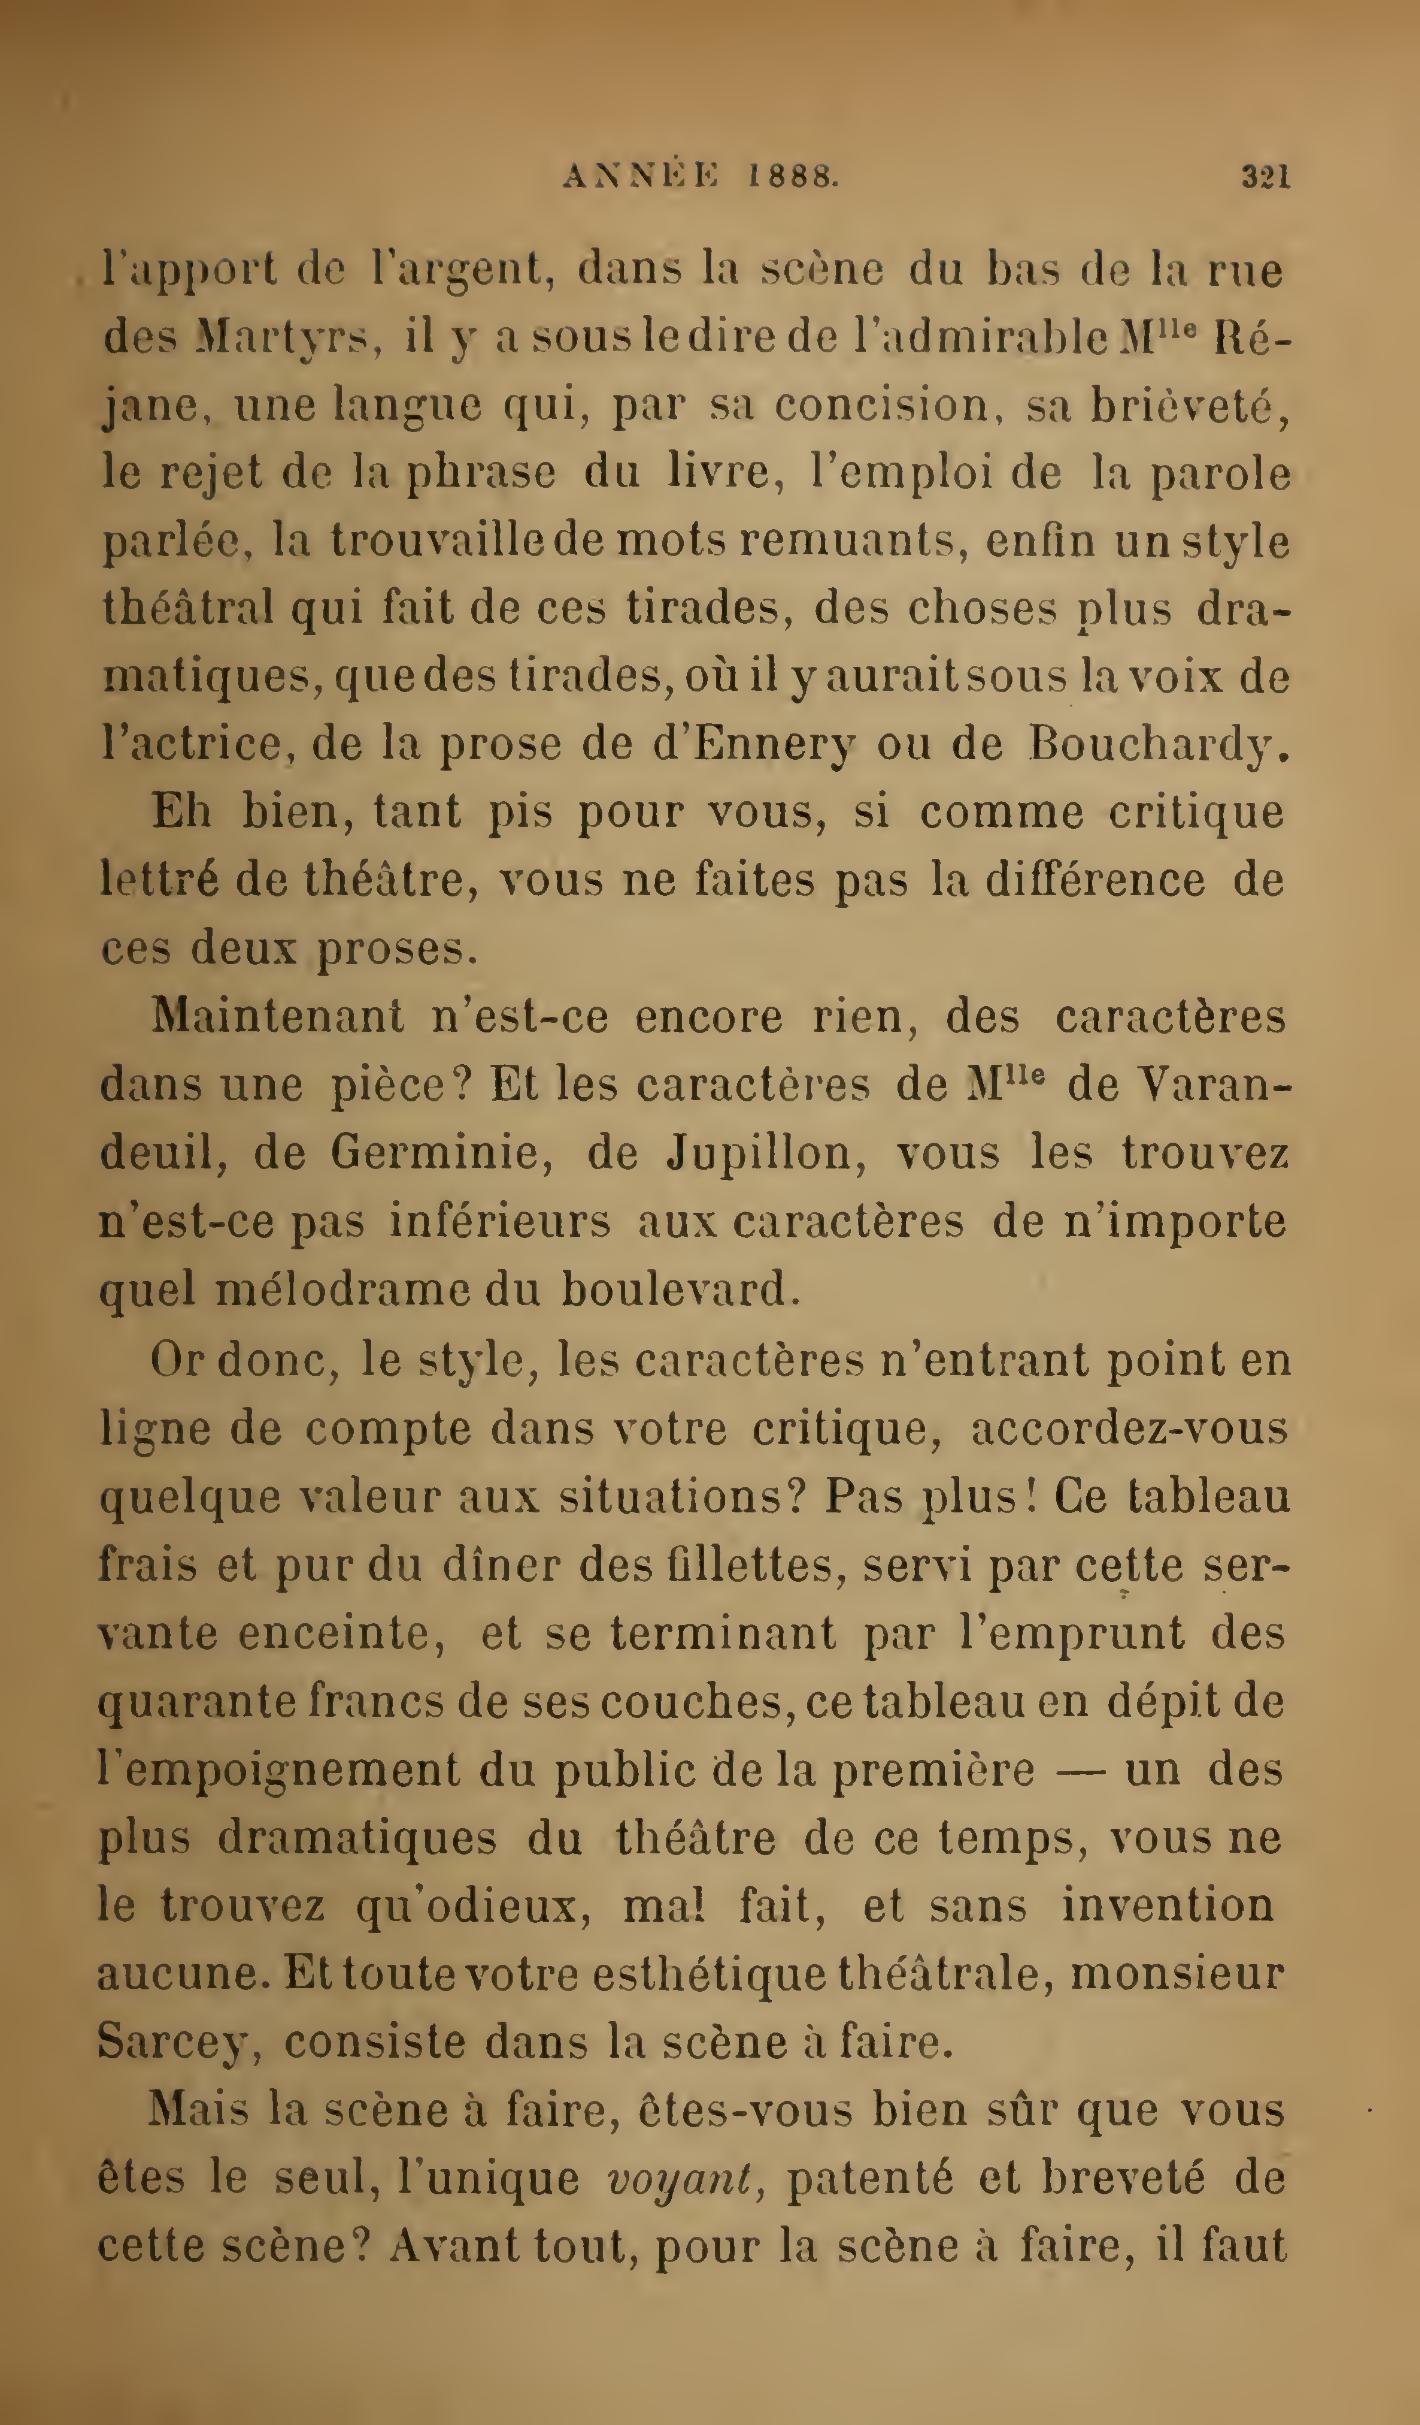 ANNÉE 1888. 321
l'apport de l'argent, dans la scène du bas de la rue
des Martyrs, il y a sous le dire de l'admirable Mlle Ré-
jane, une langue qui, par sa concision, sa brièveté,
le rejet de la phrase du livre, l'emploi de la parole
parlée, la trouvaille de mots remuants, enfin un style
théâtral qui fait de ces tirades, des choses plus dra-
matiques, que des tirades, où il y aurait sous la voix de
l'actrice, de la prose de d'Ennery ou de Bouchardy.
Eh bien, tant pis pour vous, si comme critique
lettré de théâtre, vous ne faites pas la différence de
ces deux proses.
Maintenant n'est-ce encore rien, des caractères
dans une pièce? Et les caractères de Mlle de Varan-
deuil, de Germinie, de Jupillon, vous les trouvez
n'est-ce pas inférieurs aux caractères de n'importe
quel mélodrame du boulevard.
Or donc, le style, les caractères n'entrant point en
ligne de compte dans votre critique, accordez-vous
quelque valeur aux situations? Pas plus! Ce tableau
frais et pur du dîner des fillettes, servi par cette ser-
vante enceinte, et se terminant par l'emprunt des
quarante francs de ses couches, ce tableau en dépit de
l'empoignement du public de la première — un des
plus dramatiques du théâtre de ce temps, vous ne
le trouvez qu'odieux, mal fait, et sans invention
aucune. Et toute votre esthétique théâtrale, monsieur
Sarcey, consiste dans la scène à faire.
Mais la scène à faire, êtes-vous bien sûr que vous
êtes le seul, l'unique voyant, patenté et breveté de
cette scène? Avant tout, pour la scène à faire, il faut